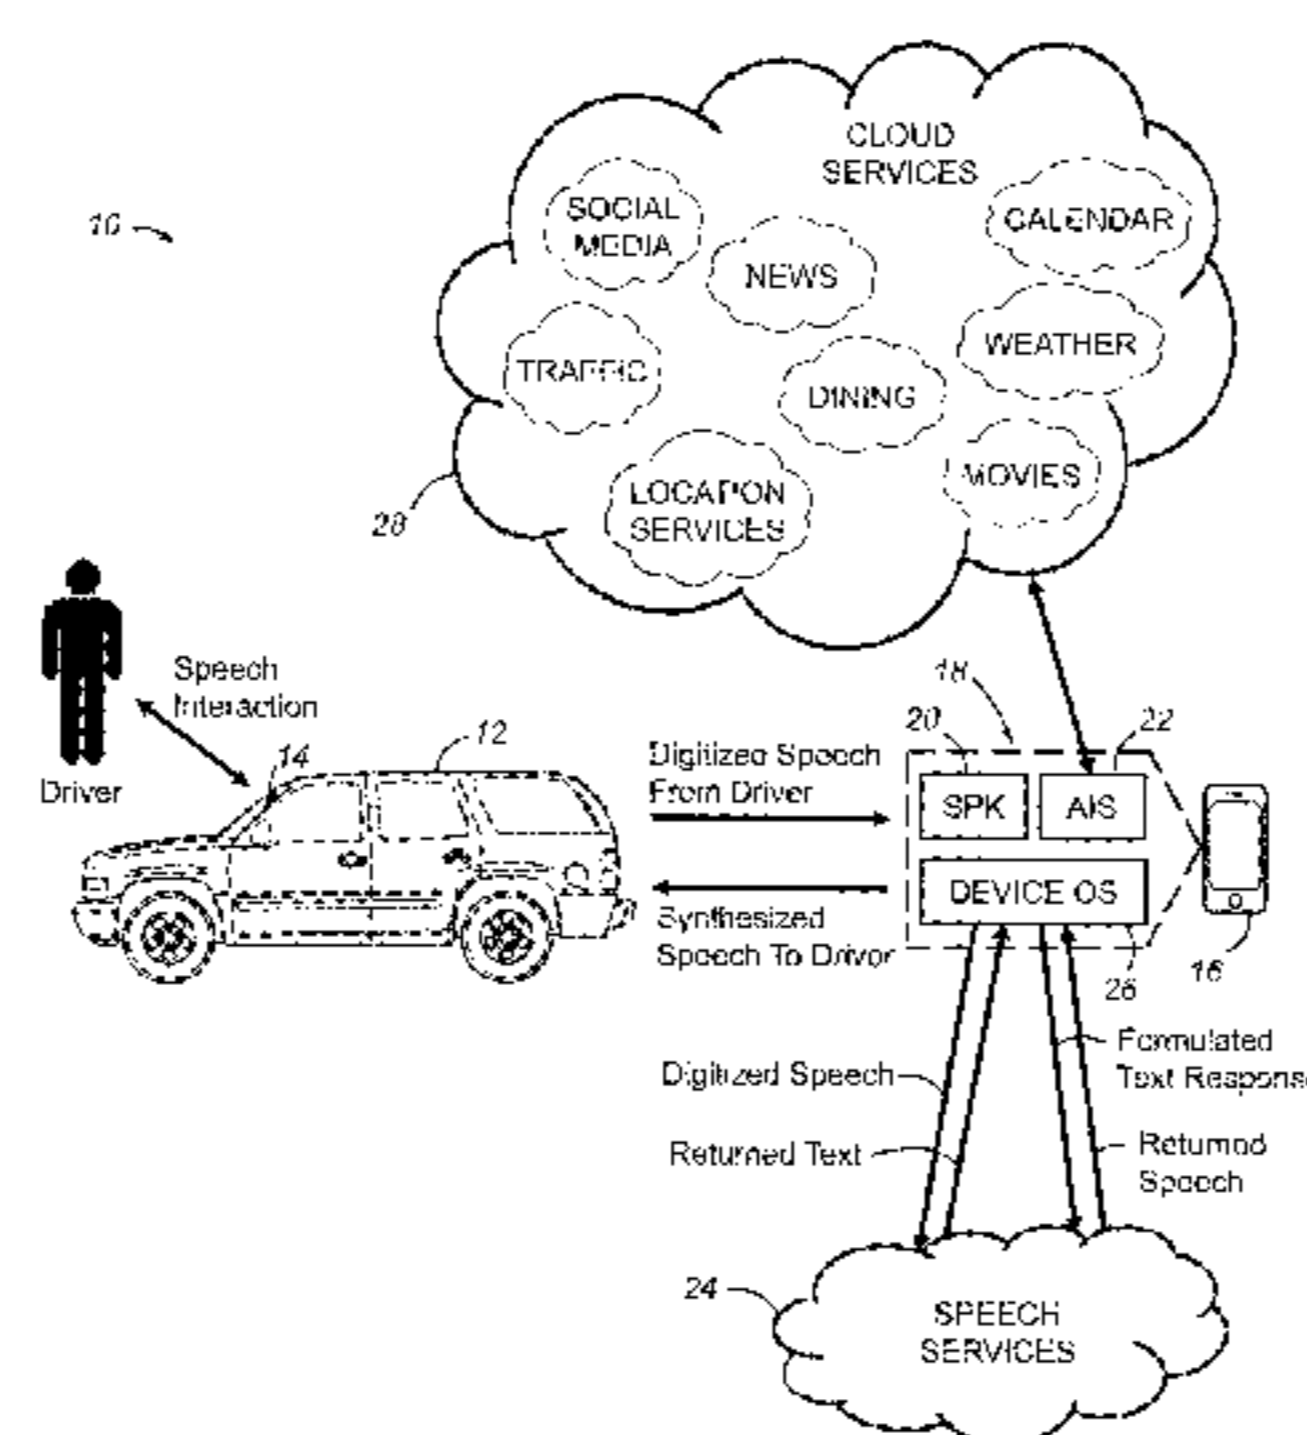 CLOUD
SERVICES
SOCIAL
MEDIA
CALENDAR
10
NEWS
TRAFFIC
WEATHER
DINING
MOVIES
LOCATION
SERVICES
28
Speech
Interaction
Driver
14
12
Digitized Speech
From Driver
18
20
22
SPK
AIS
DEVICE OS
Synthesized
Speech To Driver
26
16
Digitized Speech
Formulated
Text Respons
Returned Text
Returned
Speech
24
SPEECH
SERVICES